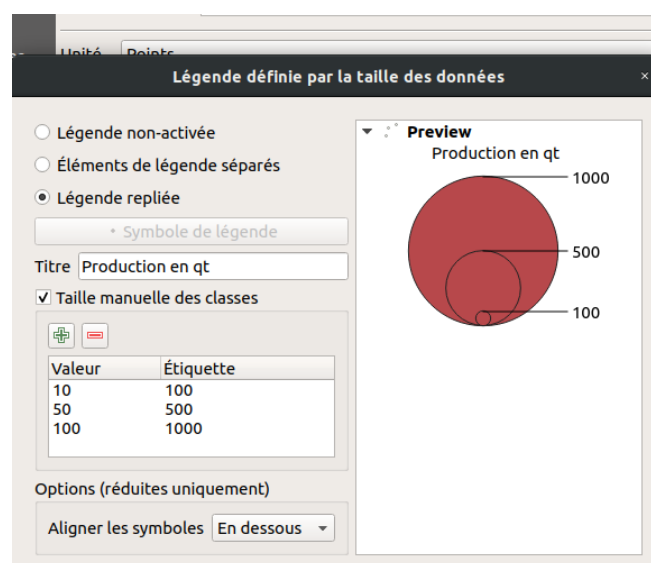 Unité Points
Légende définie par la taille des données ×
Légende non-activée
Éléments de légende séparés
Légende repliée
Symbole de légende
Titre Production en qt
Taille manuelle des classes
Valeur Étiquette
10 100
50 500
100 1000
Options (réduites uniquement)
Aligner les symboles En dessous
Preview
Production en qt
1000
500
100